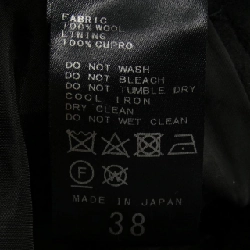 FABRIC
100%WOOL
LINING
100%CUPRO
DO NOT WASH
DO NOT BLEACH
DO NOT TUMBLE DRY
COOL IRON
DRY CLEAN
DO NOT WET CLEAN
F W
MADE IN JAPAN
38